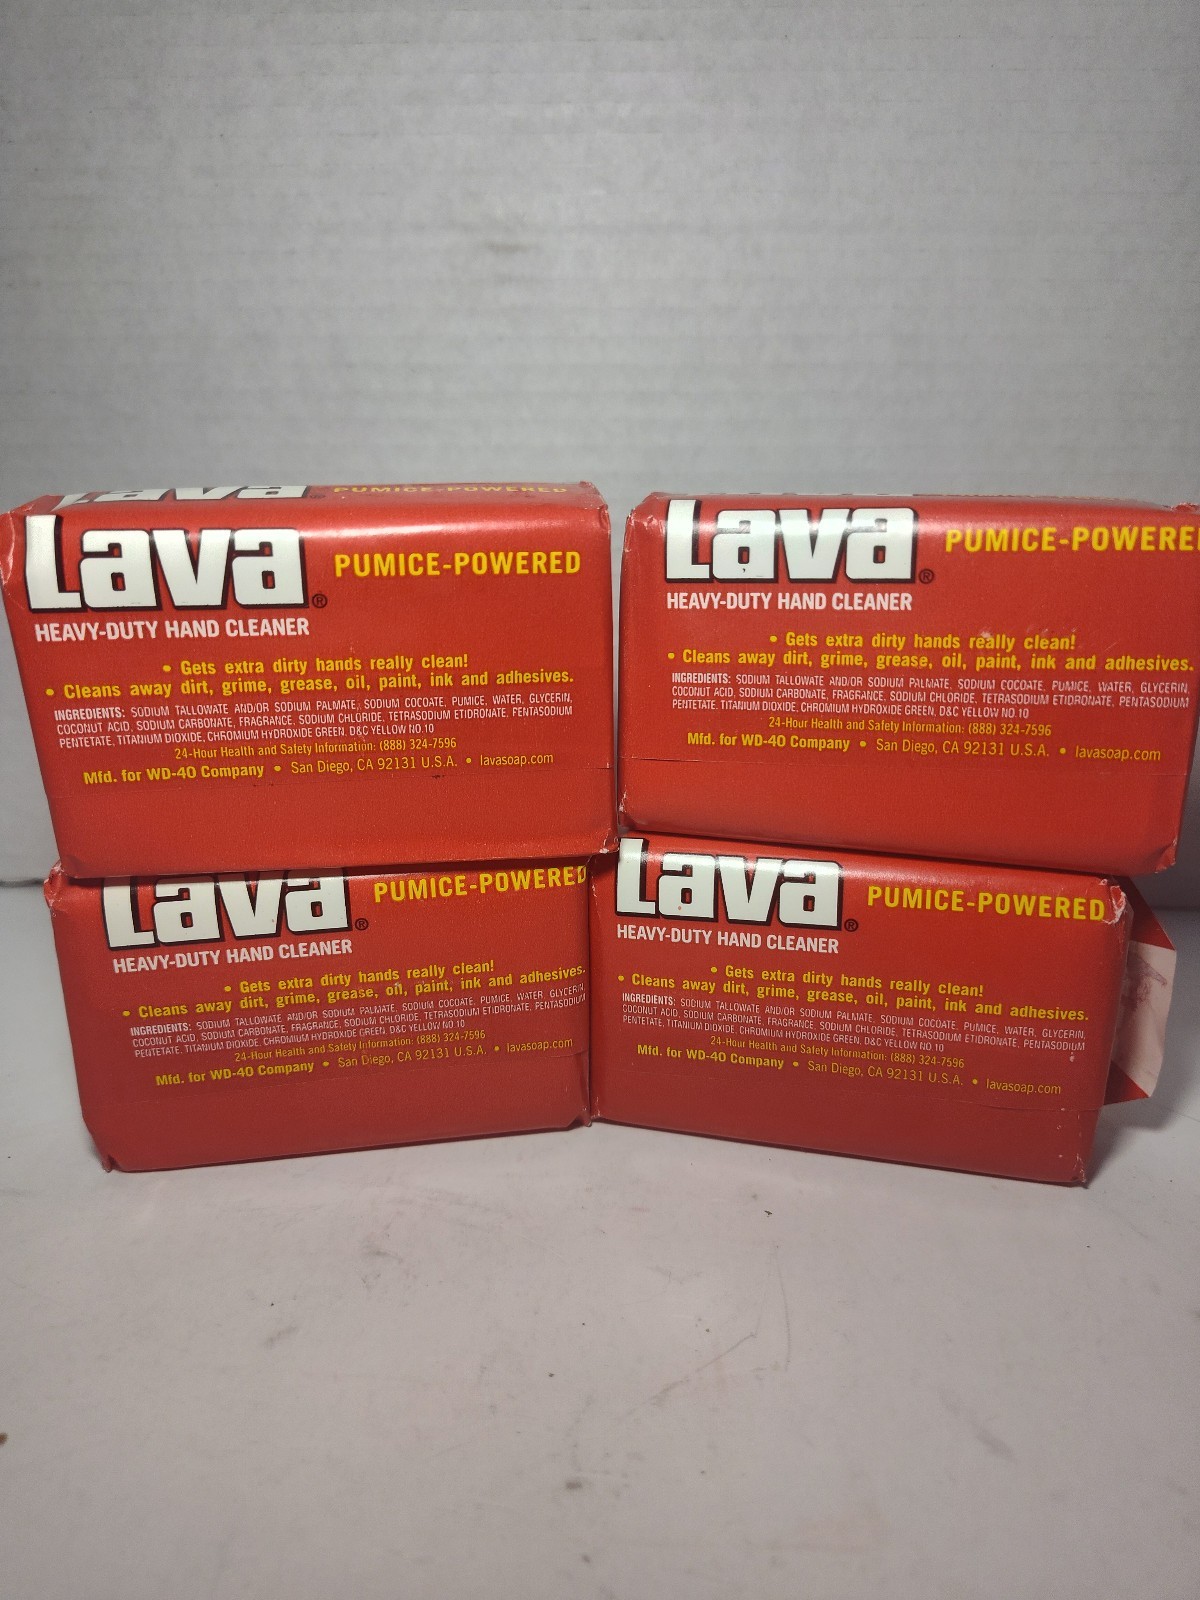 Lava PUMICE-POWERED
Lava® PUMICE-POWERED
HEAVY-DUTY HAND CLEANER
• Gets extra dirty hands really clean!
• Cleans away dirt, grime, grease, oil, paint, ink and adhesives.
INGREDIENTS: SODIUM TALLOWATE AND/OR SODIUM PALMATE, SODIUM COCOATE, PUMICE, WATER, GLYCERIN,
COCONUT ACID, SODIUM CARBONATE, FRAGRANCE, SODIUM CHLORIDE, TETRASODIUM ETIDRONATE, PENTASODIUM
PENTETATE, TITANIUM DIOXIDE, CHROMIUM HYDROXIDE GREEN, D&C YELLOW NO.10
24-Hour Health and Safety Information: (888) 324-7596
Mfd. for WD-40 Company • San Diego, CA 92131 U.S.A. • lavasoap.com
Lava® PUMICE-POWERE
HEAVY-DUTY HAND CLEANER
• Gets extra dirty hands really clean!
• Cleans away dirt, grime, grease, oil, paint, ink and adhesives.
INGREDIENTS: SODIUM TALLOWATE AND/OR SODIUM PALMATE, SODIUM COCOATE, PUMICE, WATER, GLYCERIN,
COCONUT ACID, SODIUM CARBONATE, FRAGRANCE, SODIUM CHLORIDE, TETRASODIUM ETIDRONATE, PENTASODIUM
PENTETATE, TITANIUM DIOXIDE, CHROMIUM HYDROXIDE GREEN, D&C YELLOW NO.10
24-Hour Health and Safety Information: (888) 324-7596
Mfd. for WD-40 Company • San Diego, CA 92131 U.S.A. • lavasoap.com
Lava® PUMICE-POWERED
HEAVY-DUTY HAND CLEANER
• Gets extra dirty hands really clean!
• Cleans away dirt, grime, grease, oil, paint, ink and adhesives.
INGREDIENTS: SODIUM TALLOWATE AND/OR SODIUM PALMATE, SODIUM COCOATE, PUMICE, WATER, GLYCERIN,
COCONUT ACID, SODIUM CARBONATE, FRAGRANCE, SODIUM CHLORIDE, TETRASODIUM ETIDRONATE, PENTASODIUM
PENTETATE, TITANIUM DIOXIDE, CHROMIUM HYDROXIDE GREEN, D&C YELLOW NO.10
24-Hour Health and Safety Information: (888) 324-7596
Mfd. for WD-40 Company • San Diego, CA 92131 U.S.A. • lavasoap.com
Lava® PUMICE-POWERED
HEAVY-DUTY HAND CLEANER
• Gets extra dirty hands really clean!
• Cleans away dirt, grime, grease, oil, paint, ink and adhesives.
INGREDIENTS: SODIUM TALLOWATE AND/OR SODIUM PALMATE, SODIUM COCOATE, PUMICE, WATER, GLYCERIN,
COCONUT ACID, SODIUM CARBONATE, FRAGRANCE, SODIUM CHLORIDE, TETRASODIUM ETIDRONATE, PENTASODIUM
PENTETATE, TITANIUM DIOXIDE, CHROMIUM HYDROXIDE GREEN, D&C YELLOW NO.10
24-Hour Health and Safety Information: (888) 324-7596
Mfd. for WD-40 Company • San Diego, CA 92131 U.S.A. • lavasoap.com